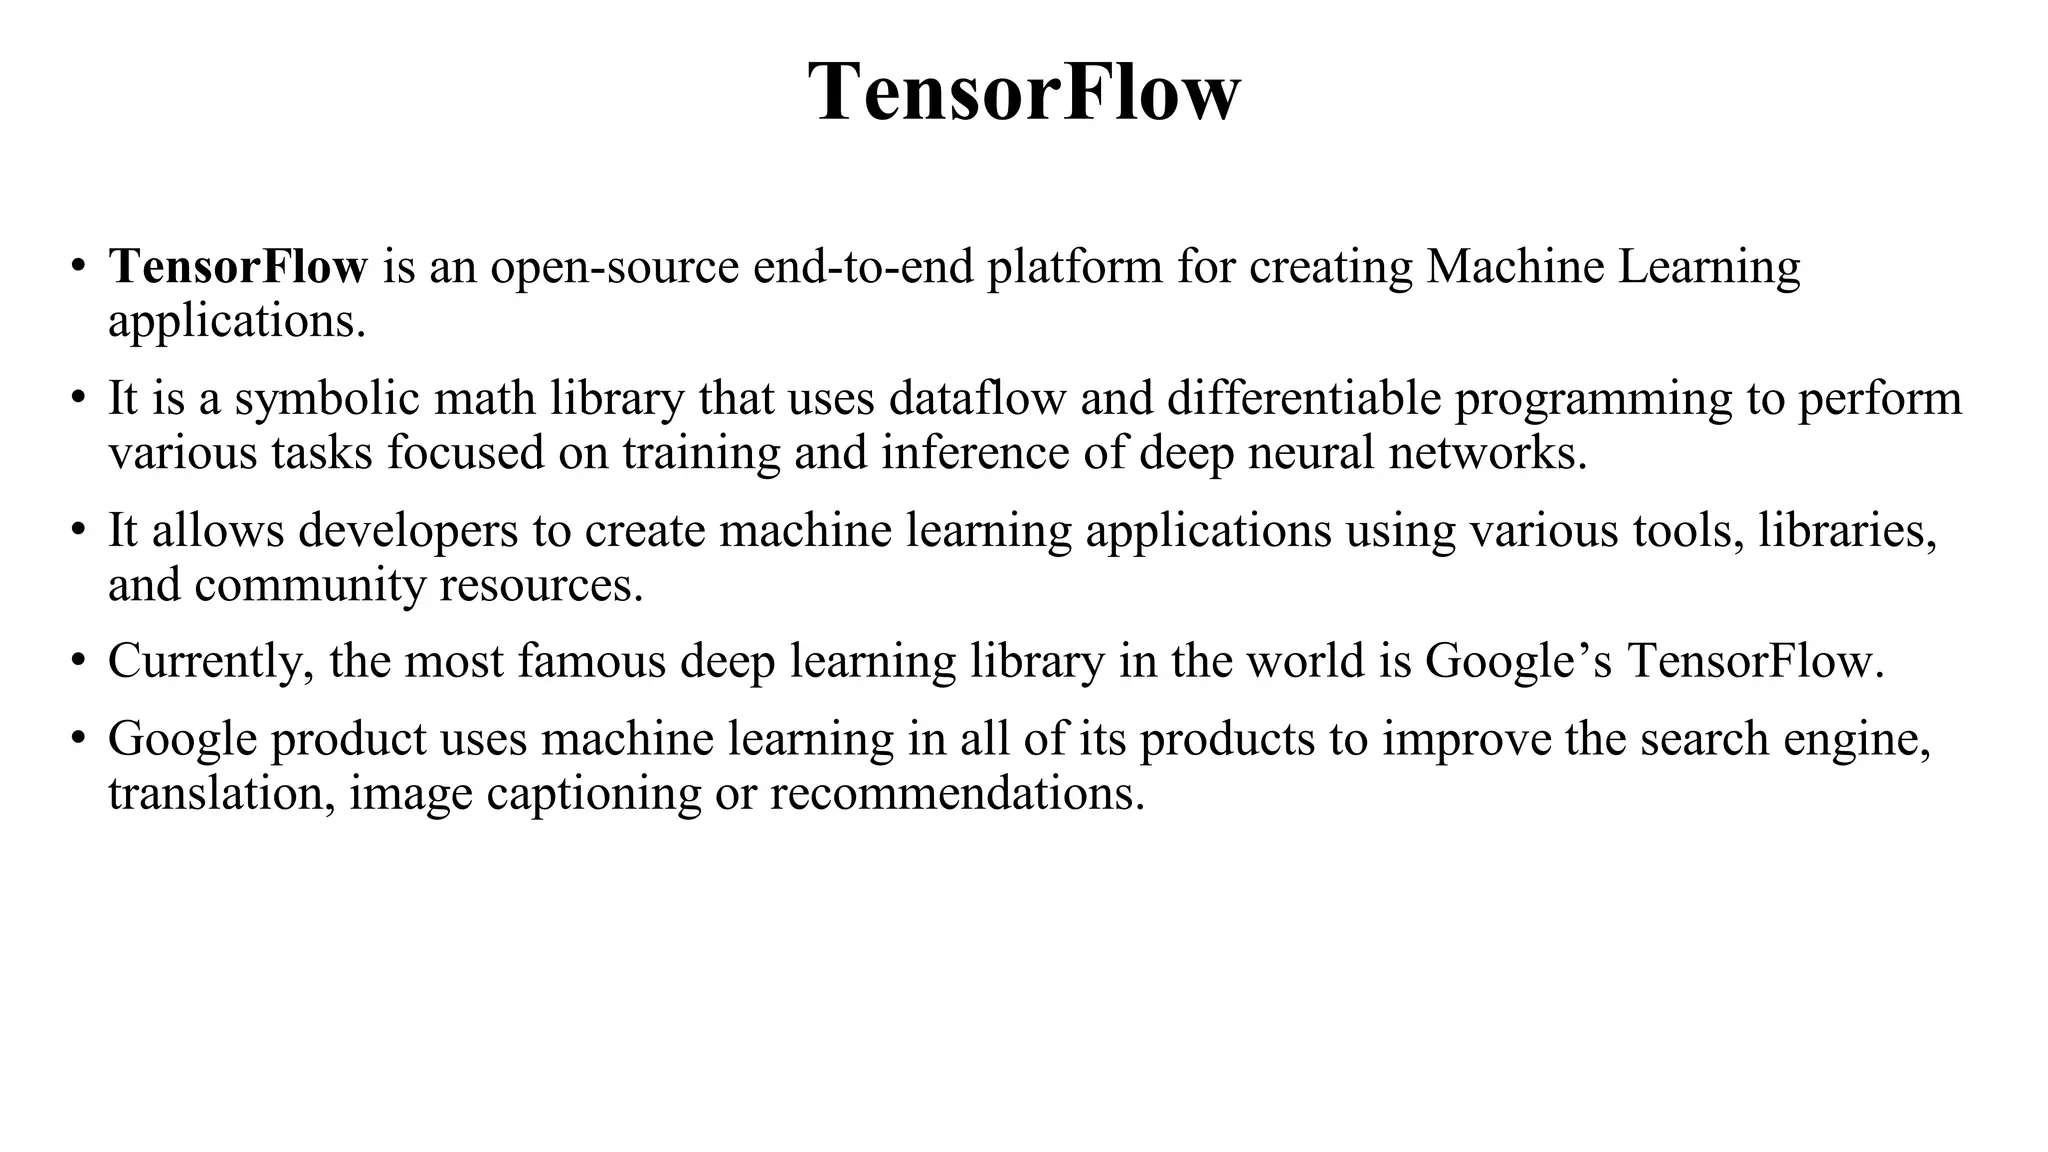 TensorFlow
• TensorFlow is an open-source end-to-end platform for creating Machine Learning
applications.
• It is a symbolic math library that uses dataflow and differentiable programming to perform
various tasks focused on training and inference of deep neural networks.
• It allows developers to create machine learning applications using various tools, libraries,
and community resources.
• Currently, the most famous deep learning library in the world is Google’s TensorFlow.
• Google product uses machine learning in all of its products to improve the search engine,
translation, image captioning or recommendations.